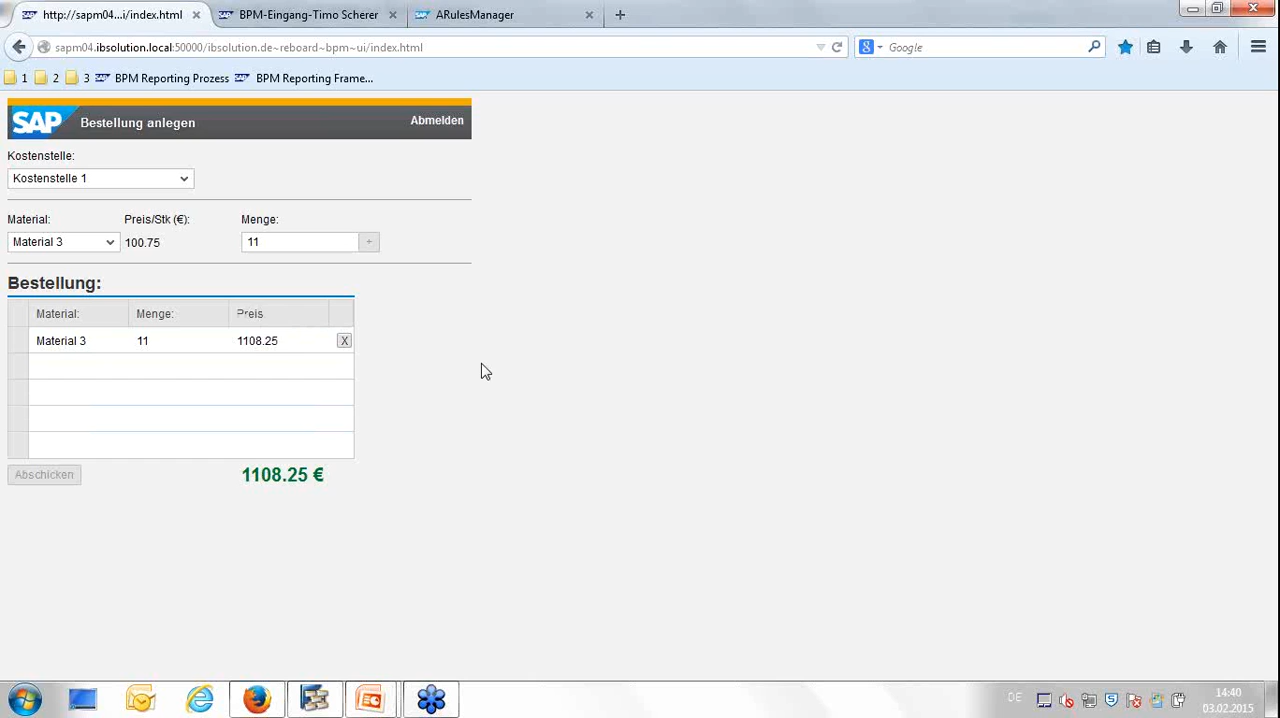 http://sapm04...i/index.html × BPM-Eingang-Timo Scherer × ARulesManager × +
sapm04.ibsolution.local:50000/ibsolution.de~reboard~bpm~ui/index.html Google
1 2 3 BPM Reporting Prozess BPM Reporting Frame...
SAP Bestellung anlegen Abmelden
Kostenstelle:
Kostenstelle 1
Material: Preis/Stk (€): Menge:
Material 3 100.75 11 +
Bestellung:
Material: Menge: Preis
Material 3 11 1108.25 X
Abschicken 1108.25 €
DE 14:40
03.02.2015